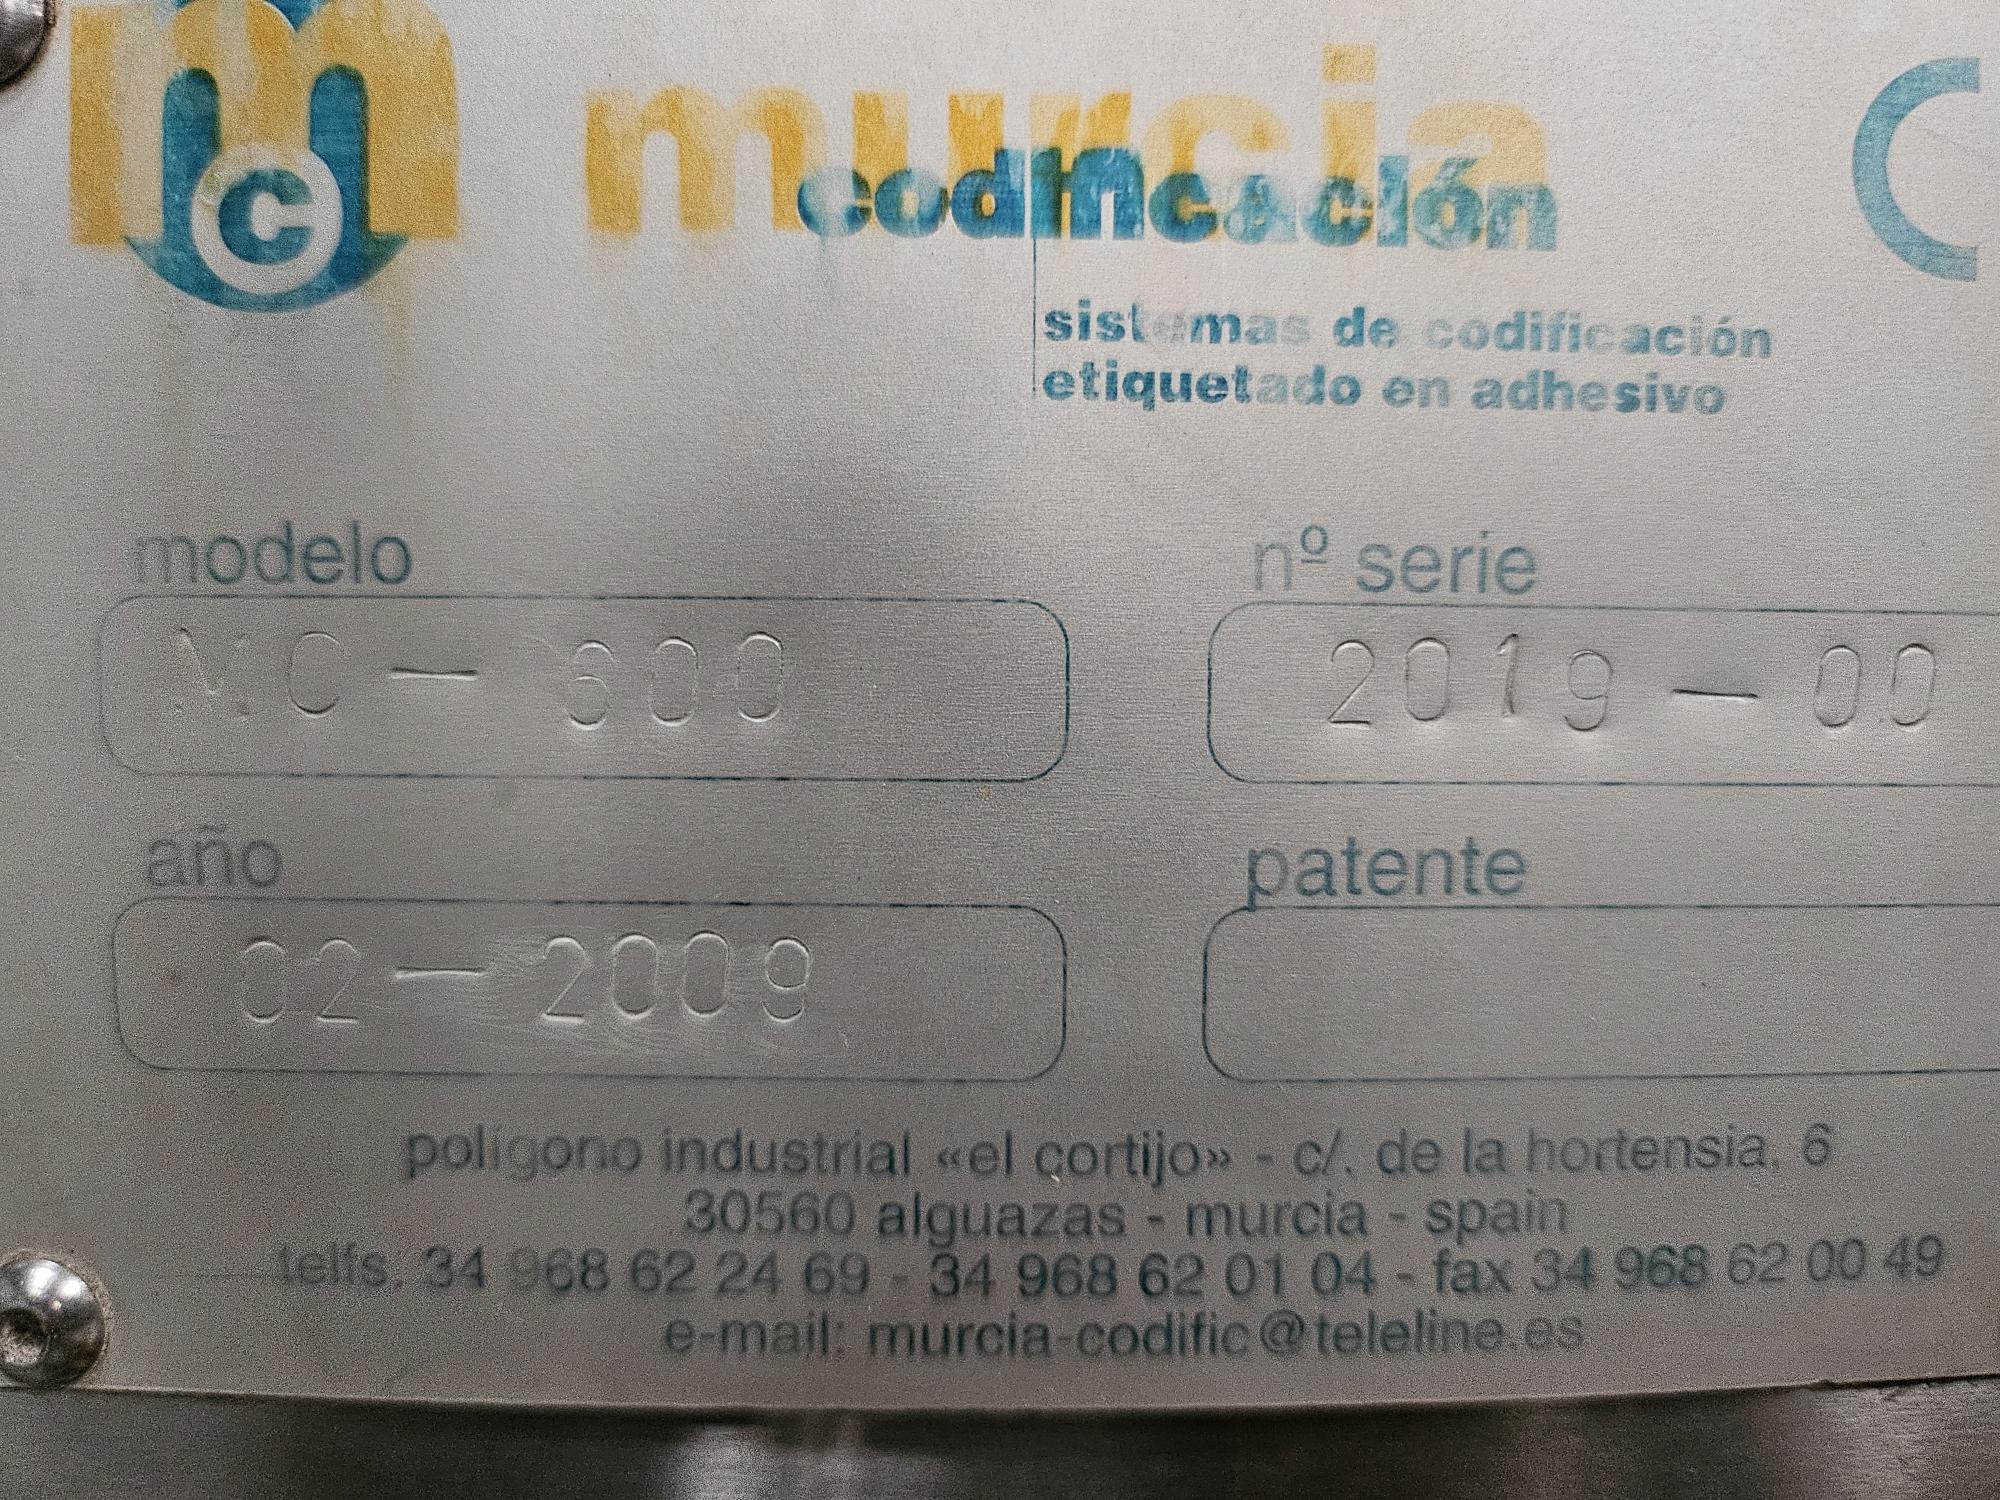 c
murcia
codificación
sistemas de codificación
etiquetado en adhesivo
modelo
nº serie
MC - 600
2019 - 00
año
patente
02 - 2009
polígono industrial «el cortijo» - c/. de la hortensia, 6
30560 alguazas - murcia - spain
telfs. 34 968 62 24 69 - 34 968 62 01 04 - fax 34 968 62 00 49
e-mail: murcia-codific@teleline.es